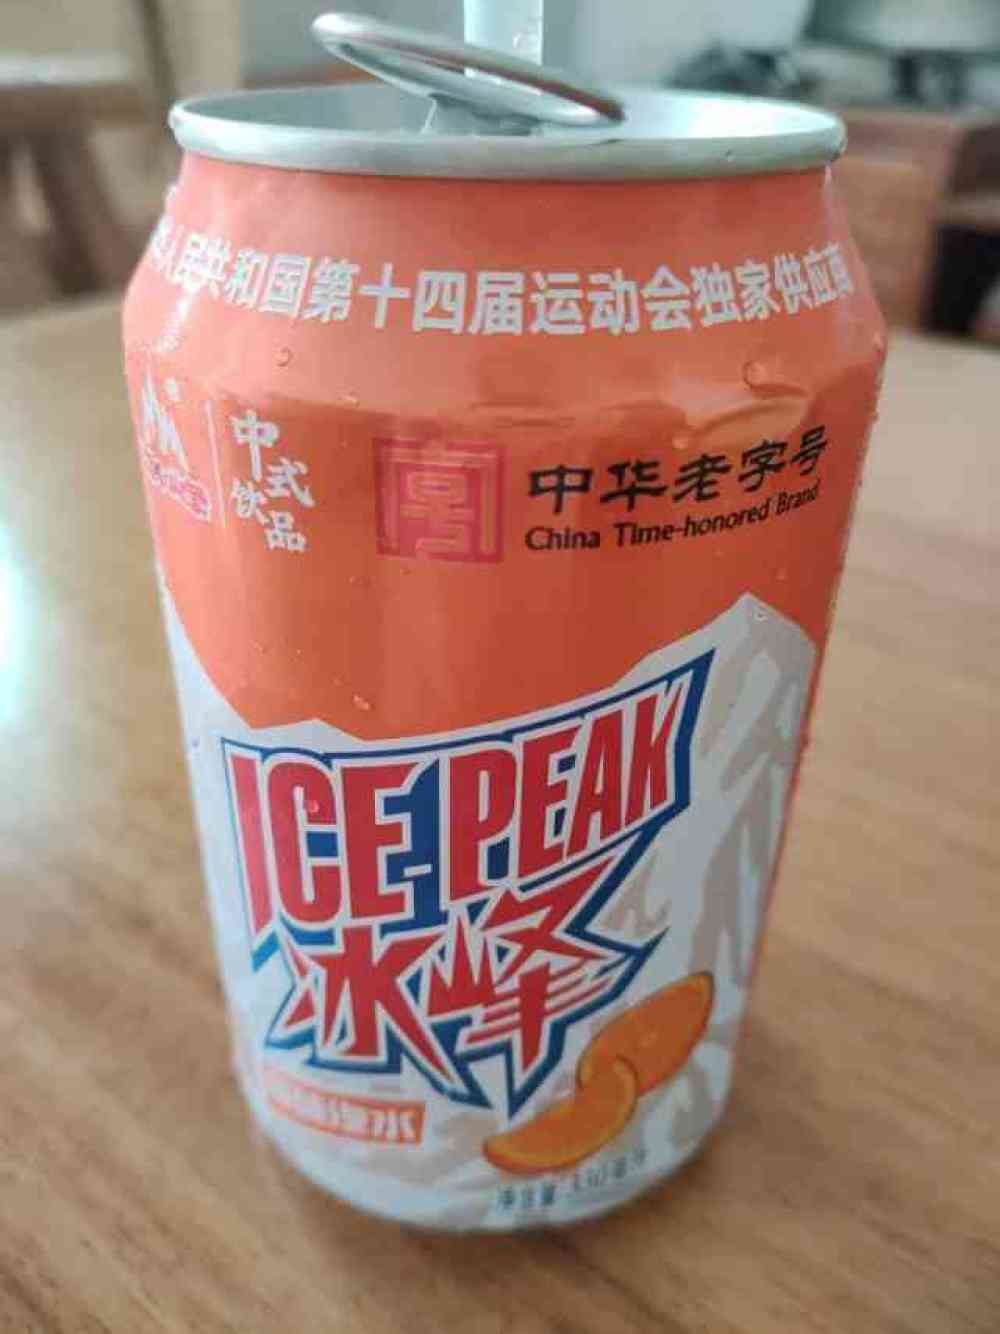 人民共和国第十四届运动会独家供应商
中式
饮品
中华老字号
China Time-honored Brand
ICE-PEAK
冰峰